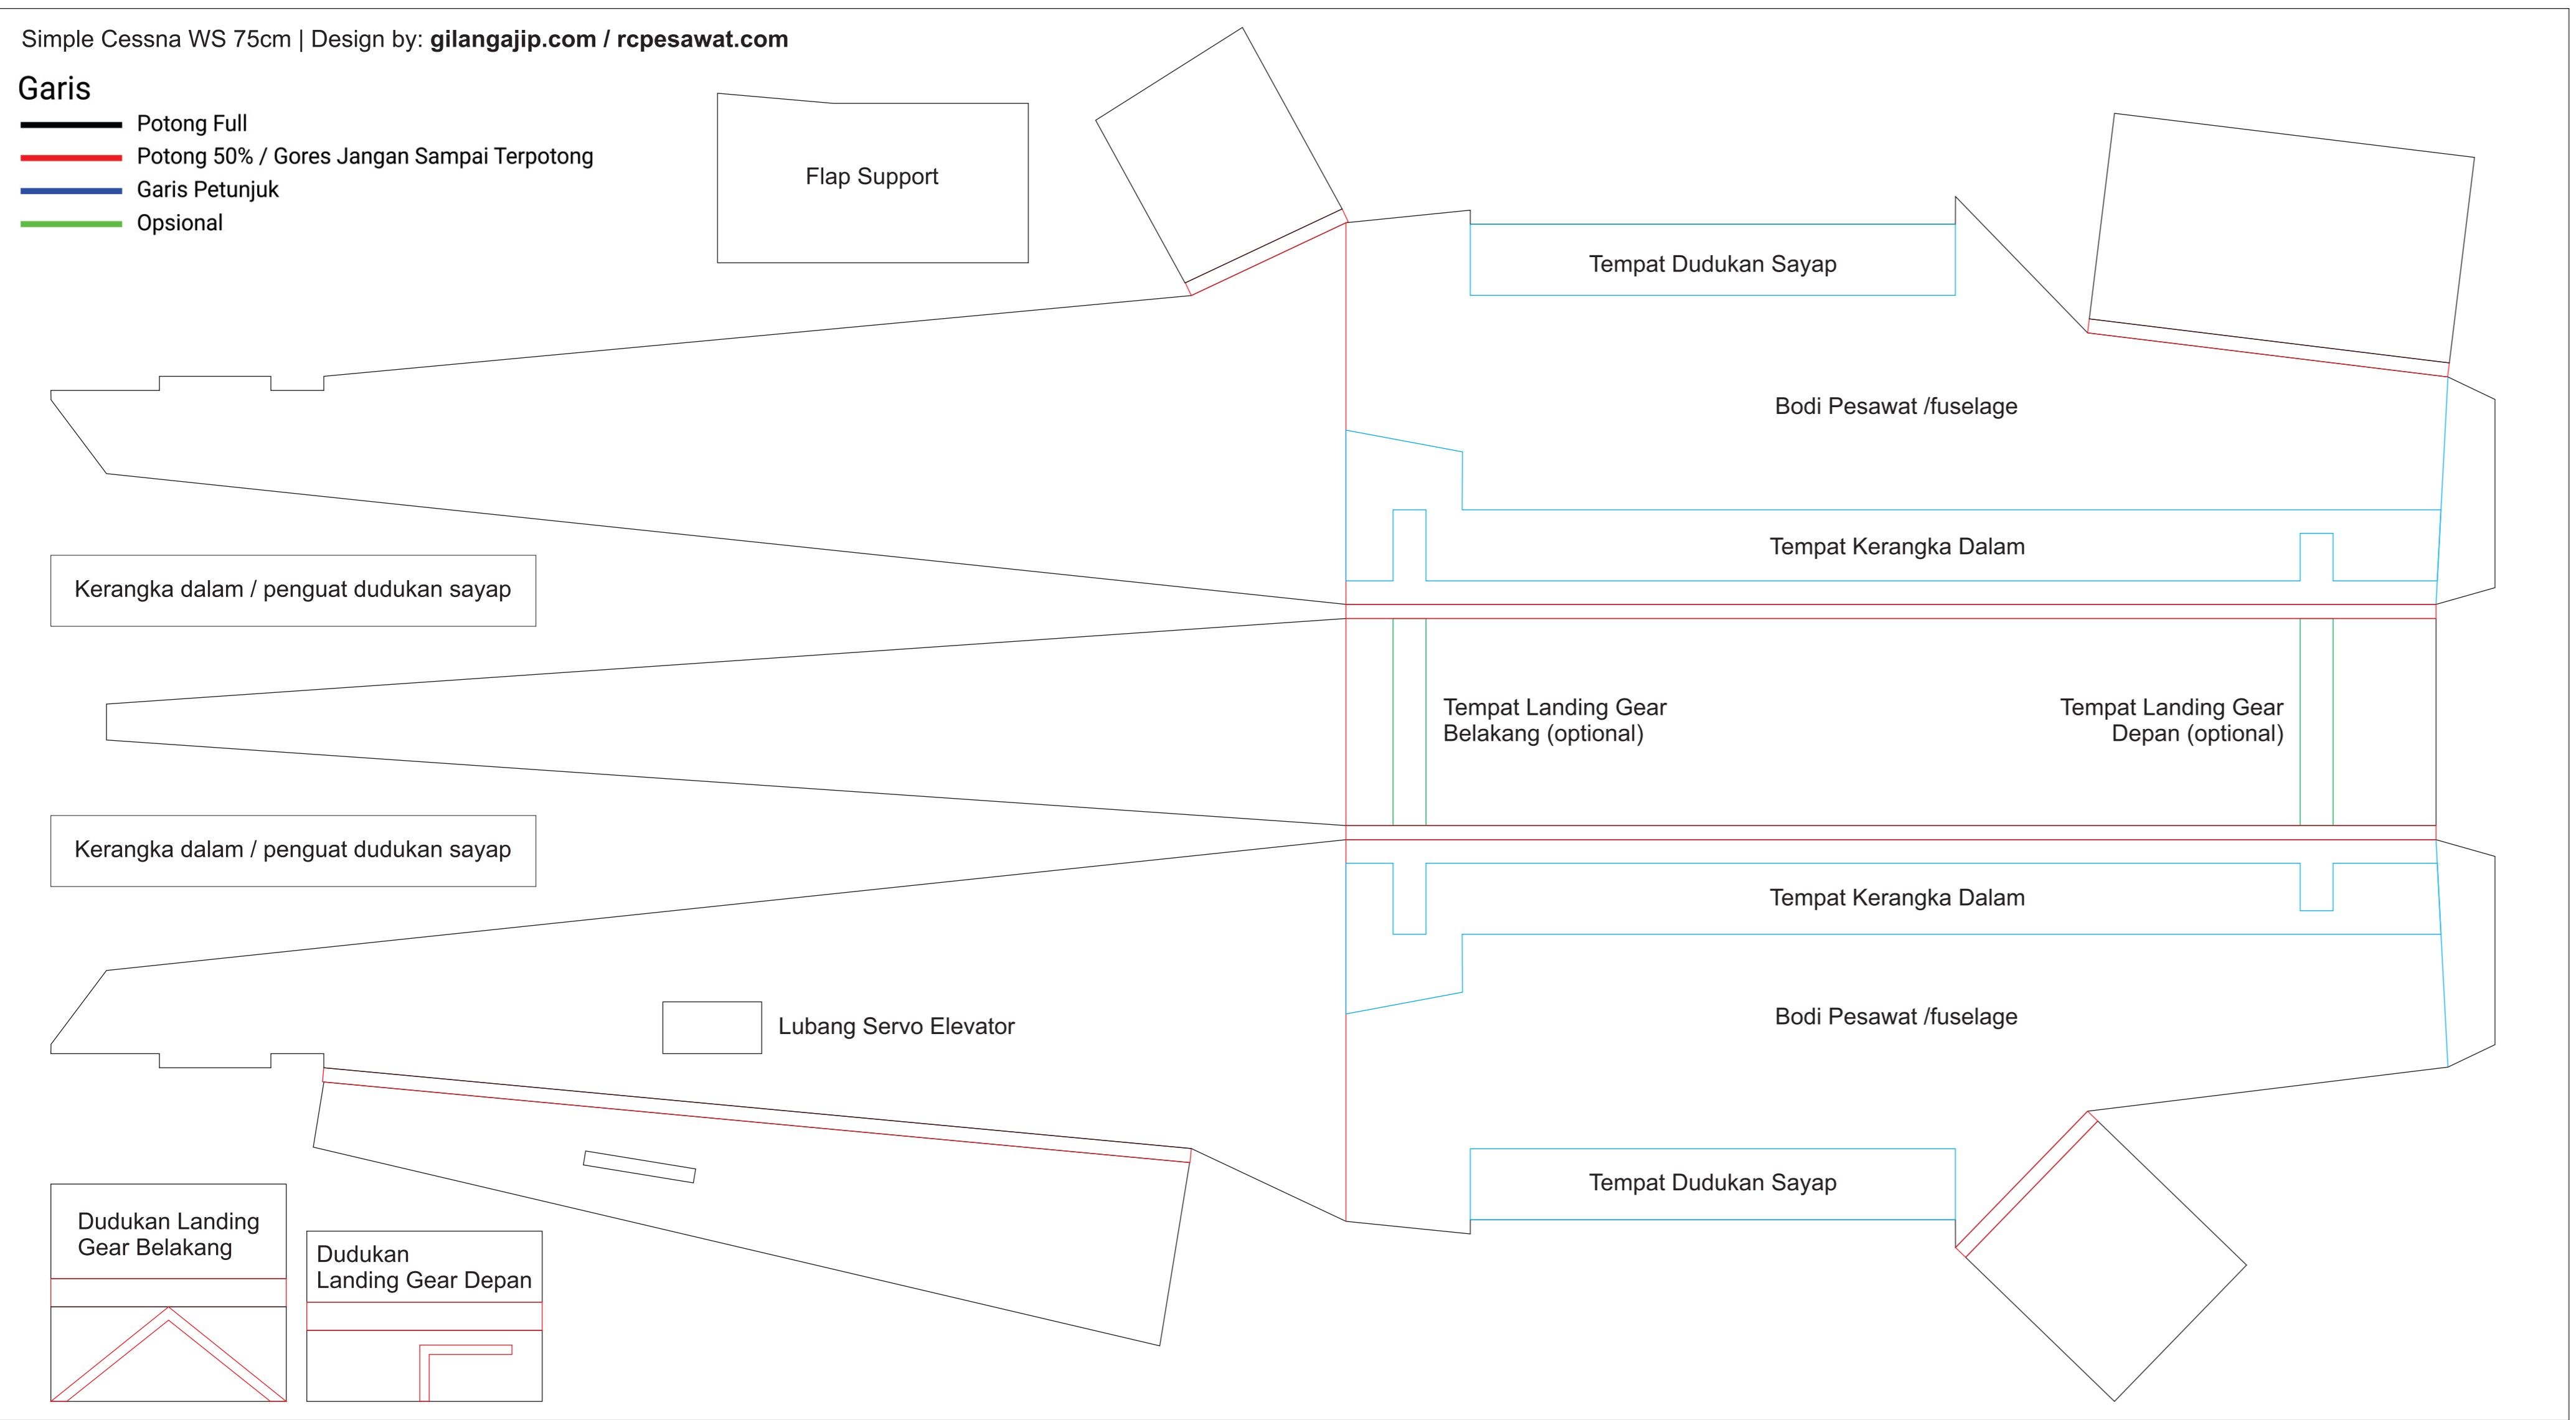 Simple Cessna WS 75cm | Design by: gilangajip.com / rcpesawat.com
Garis
Potong Full
Potong 50% / Gores Jangan Sampai Terpotong
Garis Petunjuk
Opsional
Flap Support
Tempat Dudukan Sayap
Bodi Pesawat /fuselage
Tempat Kerangka Dalam
Kerangka dalam / penguat dudukan sayap
Tempat Landing Gear
Belakang (optional)
Tempat Landing Gear
Depan (optional)
Kerangka dalam / penguat dudukan sayap
Tempat Kerangka Dalam
Lubang Servo Elevator
Bodi Pesawat /fuselage
Tempat Dudukan Sayap
Dudukan Landing
Gear Belakang
Dudukan
Landing Gear Depan